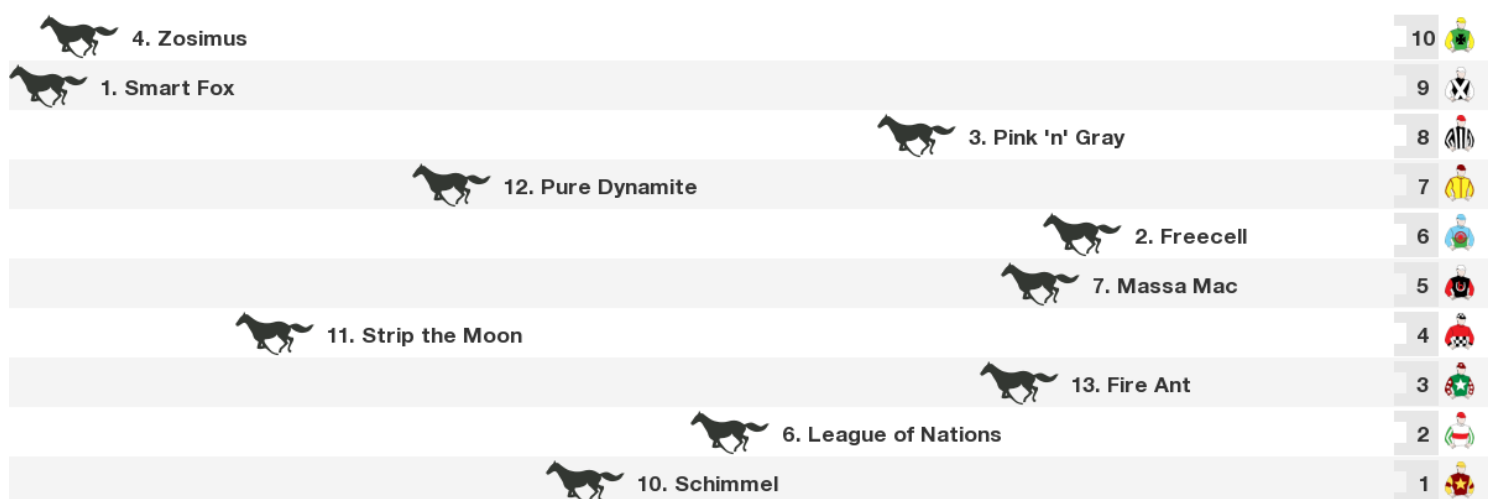 4. Zosimus 10
1. Smart Fox 9
3. Pink 'n' Gray 8
12. Pure Dynamite 7
2. Freecell 6
7. Massa Mac 5
11. Strip the Moon 4
13. Fire Ant 3
6. League of Nations 2
10. Schimmel 1